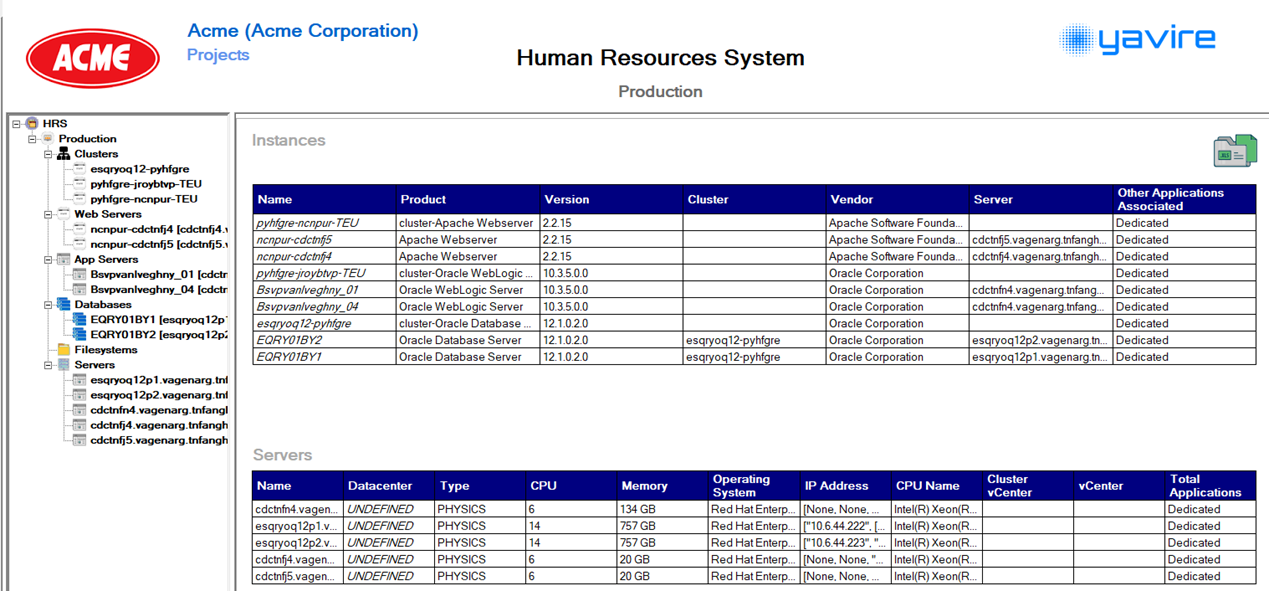 ACME
Acme (Acme Corporation)
Projects
Human Resources System
Production
yavire
HRS
Production
Clusters
esqryoq12-pyhfgre
pyhfgre-jroybtvp-TEU
pyhfgre-ncnpur-TEU
Web Servers
ncnpur-cdctnfj4 [cdctnfj4.v
ncnpur-cdctnfj5 [cdctnfj5.v
App Servers
Bsvpvanlveghny_01 [cdctr
Bsvpvanlveghny_04 [cdctr
Databases
EQRY01BY1 [esqryoq12p
EQRY01BY2 [esqryoq12p2
Filesystems
Servers
esqryoq12p1.vagenarg.tnf
esqryoq12p2.vagenarg.tnf
cdctnfn4.vagenarg.tnfangl
cdctnfj4.vagenarg.tnfangh
cdctnfj5.vagenarg.tnfangh
Instances
Name Product Version Cluster Vendor Server Other Applications Associated
pyhfgre-ncnpur-TEU cluster-Apache Webserver 2.2.15 Apache Software Founda... Dedicated
ncnpur-cdctnfj5 Apache Webserver 2.2.15 Apache Software Founda... cdctnfj5.vagenarg.tnfangh... Dedicated
ncnpur-cdctnfj4 Apache Webserver 2.2.15 Apache Software Founda... cdctnfj4.vagenarg.tnfangh... Dedicated
pyhfgre-jroybtvp-TEU cluster-Oracle WebLogic ... 10.3.5.0.0 Oracle Corporation Dedicated
Bsvpvanlveghny_01 Oracle WebLogic Server 10.3.5.0.0 Oracle Corporation cdctnfn4.vagenarg.tnfang... Dedicated
Bsvpvanlveghny_04 Oracle WebLogic Server 10.3.5.0.0 Oracle Corporation cdctnfn4.vagenarg.tnfang... Dedicated
esqryoq12-pyhfgre cluster-Oracle Database ... 12.1.0.2.0 Oracle Corporation Dedicated
EQRY01BY2 Oracle Database Server 12.1.0.2.0 esqryoq12-pyhfgre Oracle Corporation esqryoq12p2.vagenarg.tn... Dedicated
EQRY01BY1 Oracle Database Server 12.1.0.2.0 esqryoq12-pyhfgre Oracle Corporation esqryoq12p1.vagenarg.tn... Dedicated
Servers
Name Datacenter Type CPU Memory Operating System IP Address CPU Name Cluster vCenter vCenter Total Applications
cdctnfn4.vagen... UNDEFINED PHYSICS 6 134 GB Red Hat Enterp... [None, None, ... Intel(R) Xeon(R... Dedicated
esqryoq12p1.v... UNDEFINED PHYSICS 14 757 GB Red Hat Enterp... ["10.6.44.222", [... Intel(R) Xeon(R... Dedicated
esqryoq12p2.v... UNDEFINED PHYSICS 14 757 GB Red Hat Enterp... ["10.6.44.223", "... Intel(R) Xeon(R... Dedicated
cdctnfj4.vagen... UNDEFINED PHYSICS 6 20 GB Red Hat Enterp... [None, None, "... Intel(R) Xeon(R... Dedicated
cdctnfj5.vagen... UNDEFINED PHYSICS 6 20 GB Red Hat Enterp... [None, None, ... Intel(R) Xeon(R... Dedicated